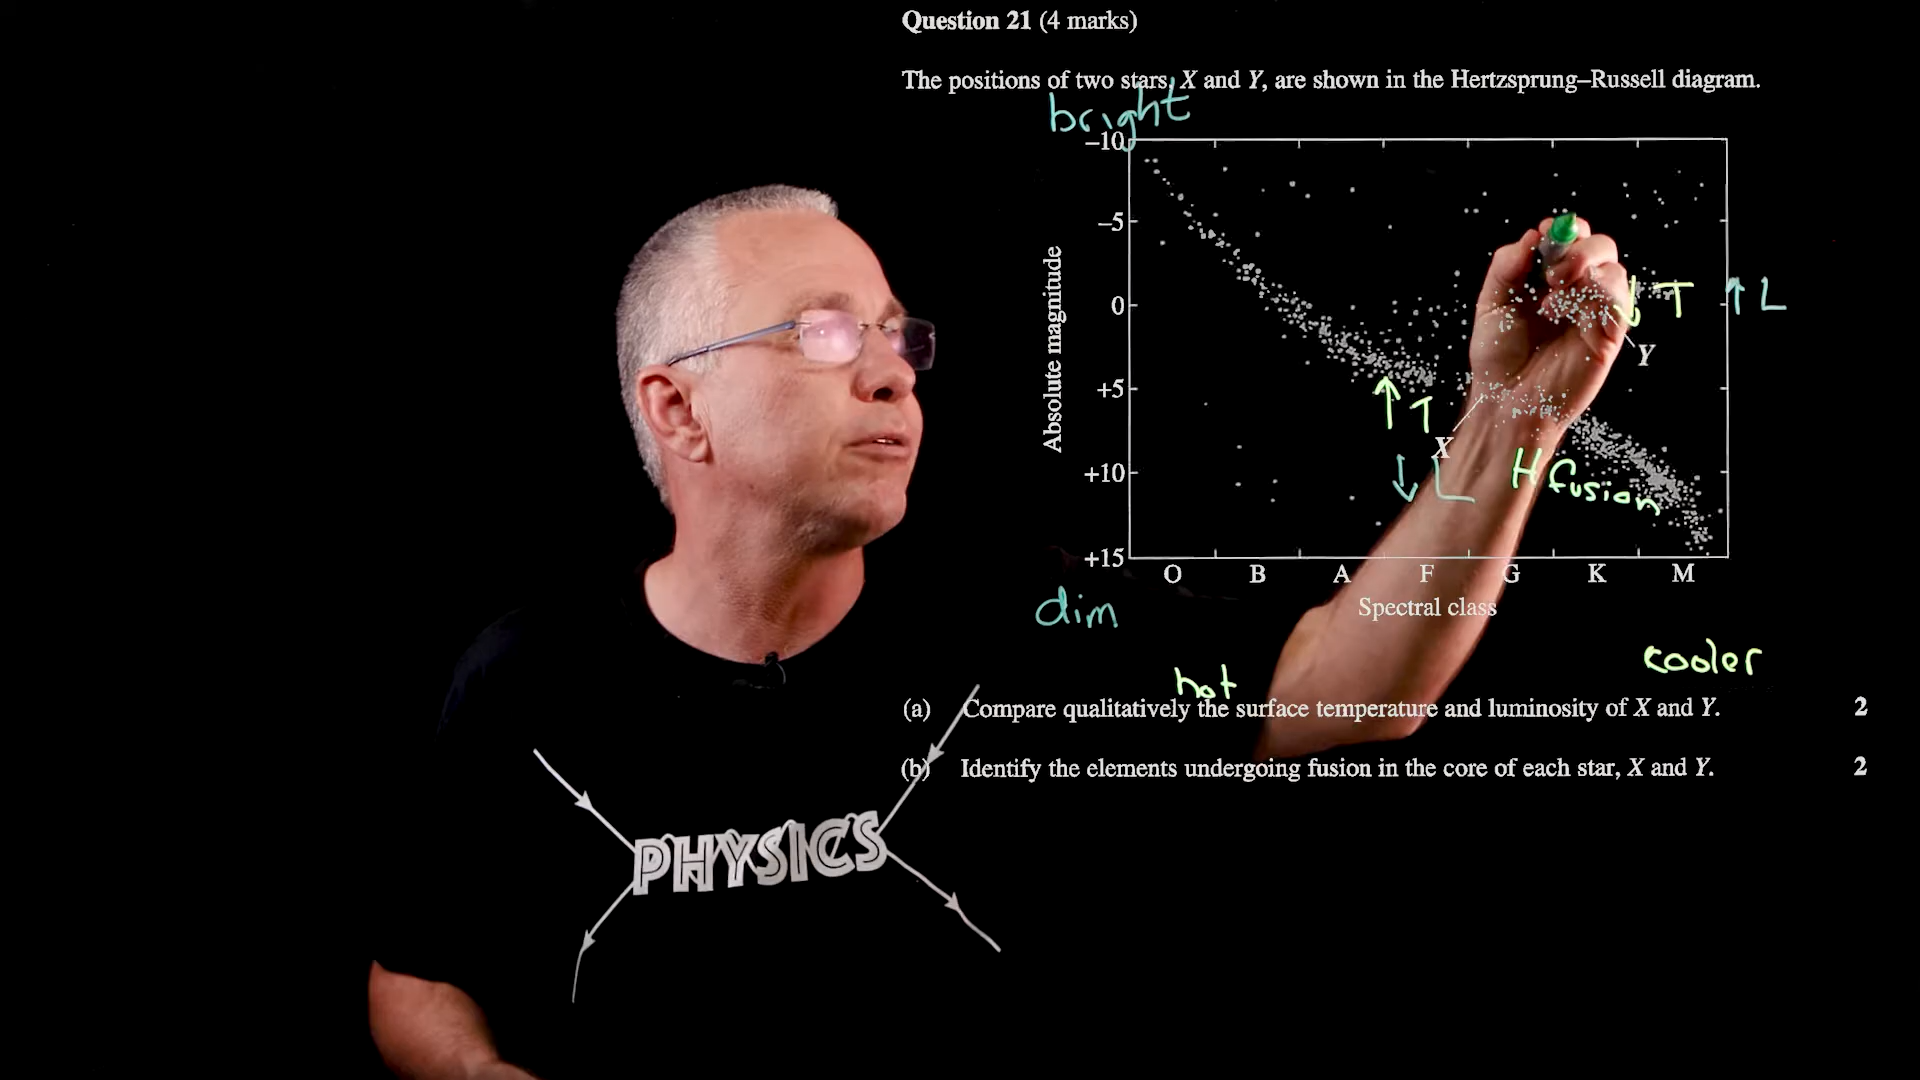 Question 21 (4 marks)
The positions of two stars, X and Y, are shown in the Hertzsprung–Russell diagram.
bright
–10
–5
0
+5
+10
+15
Absolute magnitude
↓ T ↑ L
Y
↑ T
X
↓ L
H fusion
O B A F G K M
Spectral class
dim
hot
cooler
(a) Compare qualitatively the surface temperature and luminosity of X and Y. 2
(b) Identify the elements undergoing fusion in the core of each star, X and Y. 2
PHYSICS